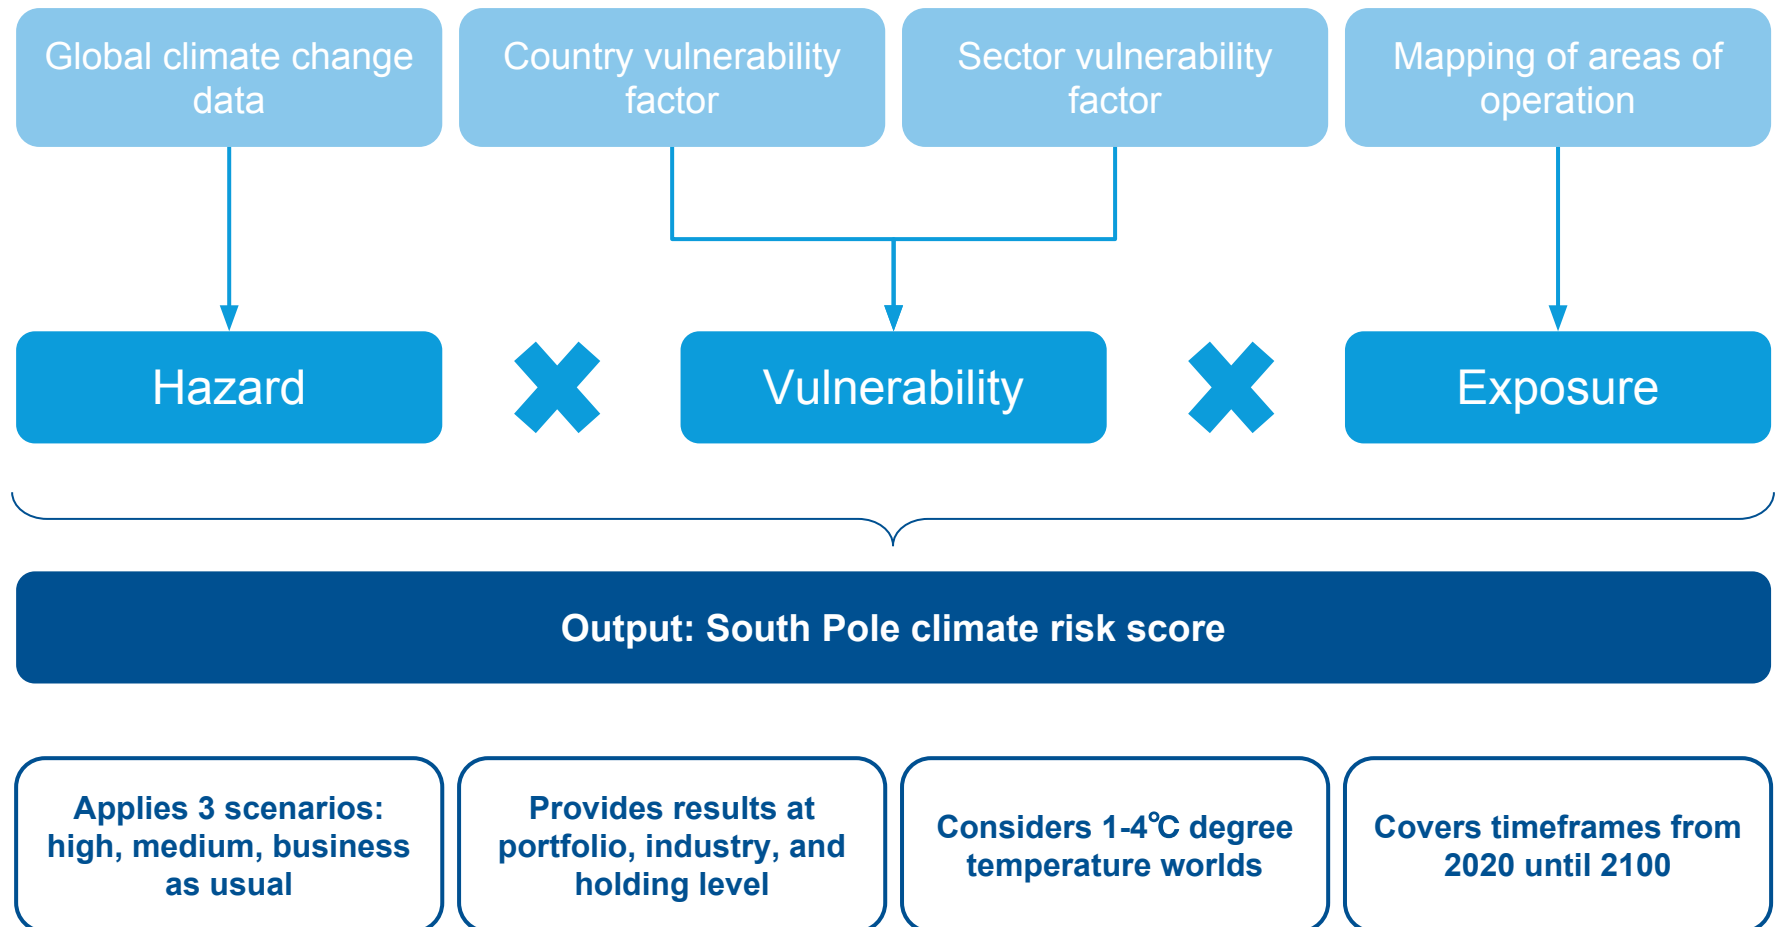 Global climate change
data
Country vulnerability
factor
Sector vulnerability
factor
Mapping of areas of
operation
Hazard
Vulnerability
Exposure
Output: South Pole climate risk score
Applies 3 scenarios:
high, medium, business
as usual
Provides results at
portfolio, industry, and
holding level
Considers 1-4℃ degree
temperature worlds
Covers timeframes from
2020 until 2100